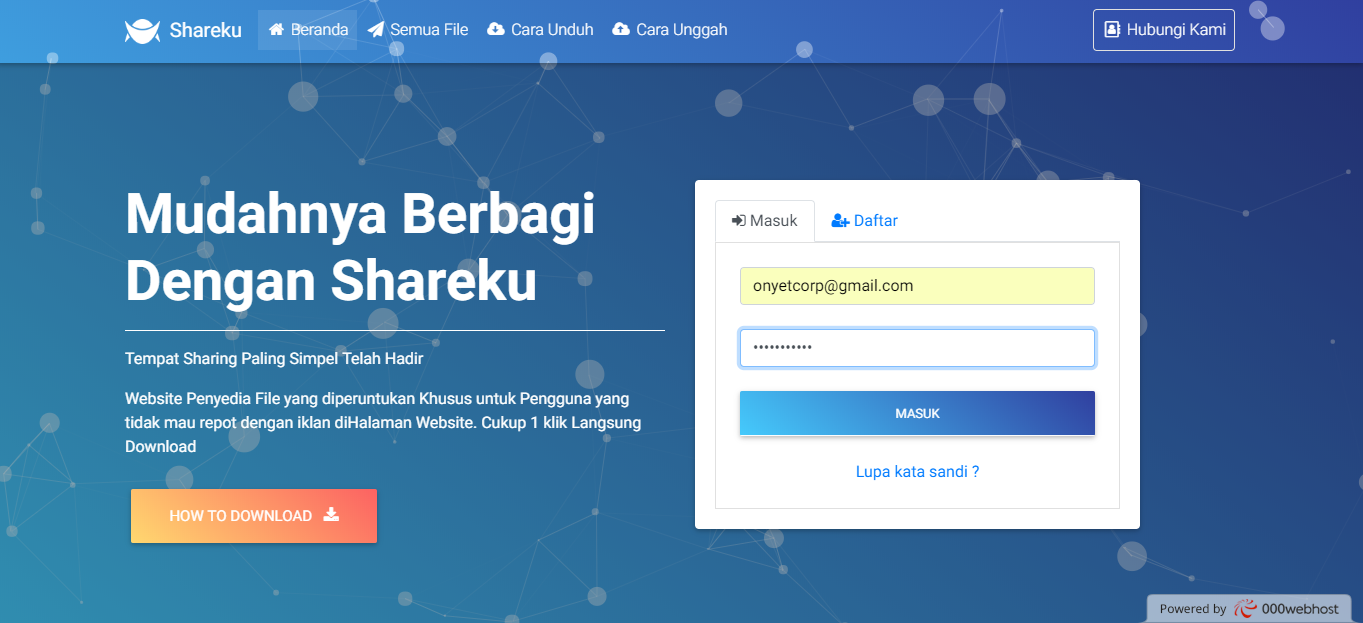 Shareku
Beranda
Semua File
Cara Unduh
Cara Unggah
Hubungi Kami
Mudahnya Berbagi
Dengan Shareku
Tempat Sharing Paling Simpel Telah Hadir
Website Penyedia File yang diperuntukan Khusus untuk Pengguna yang
tidak mau repot dengan iklan diHalaman Website. Cukup 1 klik Langsung
Download
HOW TO DOWNLOAD
Masuk
Daftar
onyetcorp@gmail.com
•••••••••••
MASUK
Lupa kata sandi ?
Powered by 000webhost